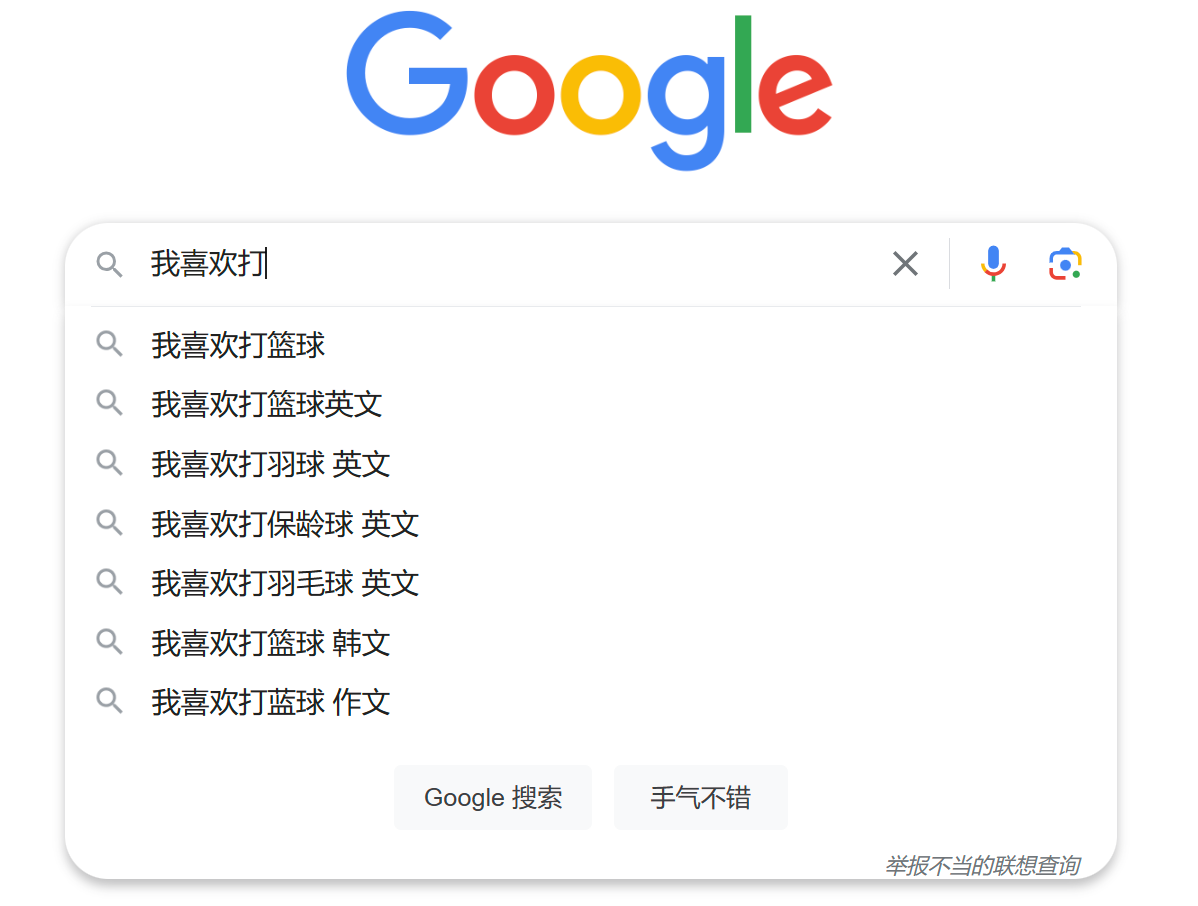 Google
我喜欢打
我喜欢打篮球
我喜欢打篮球英文
我喜欢打羽球 英文
我喜欢打保龄球 英文
我喜欢打羽毛球 英文
我喜欢打篮球 韩文
我喜欢打蓝球 作文
Google 搜索 手气不错
举报不当的联想查询